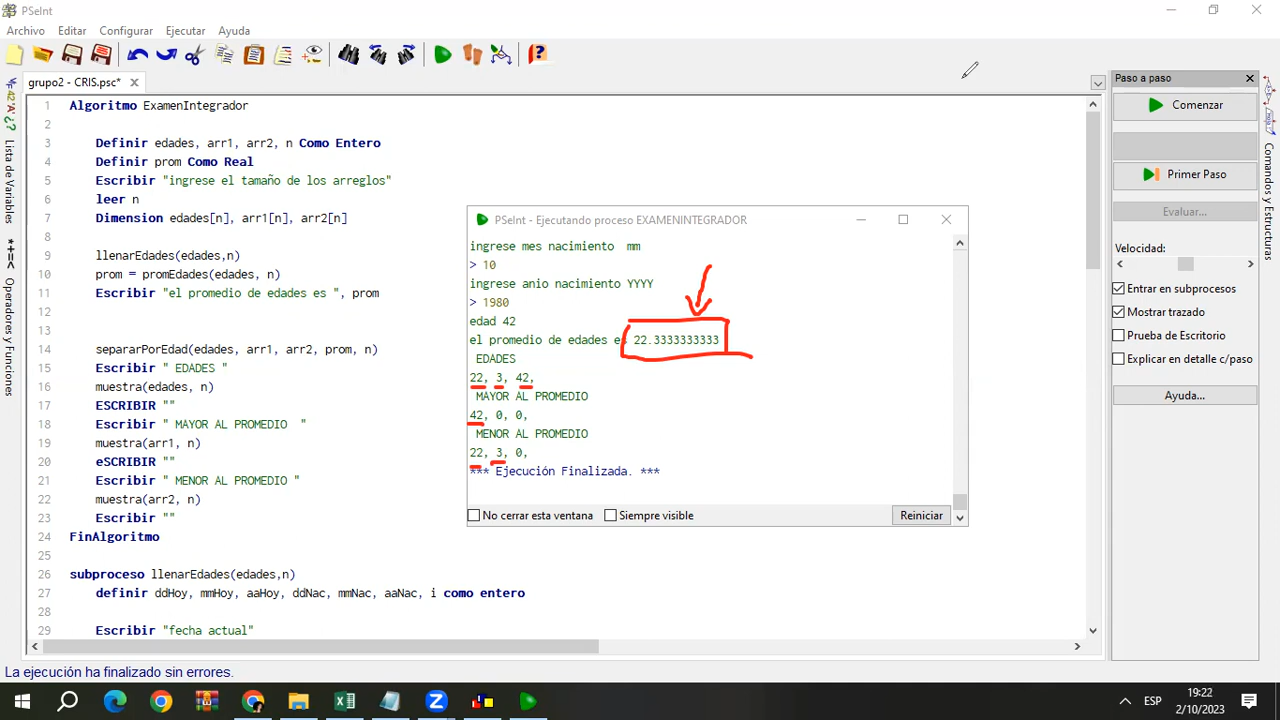 PSeInt
Archivo Editar Configurar Ejecutar Ayuda
grupo2 - CRIS.psc*
Lista de Variables
*+=< Operadores y Funciones
1 Algoritmo ExamenIntegrador
2
3 Definir edades, arr1, arr2, n Como Entero
4 Definir prom Como Real
5 Escribir "ingrese el tamaño de los arreglos"
6 leer n
7 Dimension edades[n], arr1[n], arr2[n]
8
9 llenarEdades(edades,n)
10 prom = promEdades(edades, n)
11 Escribir "el promedio de edades es ", prom
12
13
14 separarPorEdad(edades, arr1, arr2, prom, n)
15 Escribir " EDADES "
16 muestra(edades, n)
17 ESCRIBIR ""
18 Escribir " MAYOR AL PROMEDIO  "
19 muestra(arr1, n)
20 eSCRIBIR ""
21 Escribir " MENOR AL PROMEDIO "
22 muestra(arr2, n)
23 Escribir ""
24 FinAlgoritmo
25
26 subproceso llenarEdades(edades,n)
27 definir ddHoy, mmHoy, aaHoy, ddNac, mmNac, aaNac, i como entero
28
29 Escribir "fecha actual"
PSeInt - Ejecutando proceso EXAMENINTEGRADOR
ingrese mes nacimiento  mm
> 10
ingrese anio nacimiento YYYY
> 1980
edad 42
el promedio de edades es 22.3333333333
EDADES
22, 3, 42,
MAYOR AL PROMEDIO
42, 0, 0,
MENOR AL PROMEDIO
22, 3, 0,
*** Ejecución Finalizada. ***
No cerrar esta ventana
Siempre visible
Reiniciar
Paso a paso
Comenzar
Primer Paso
Evaluar...
Velocidad:
Entrar en subprocesos
Mostrar trazado
Prueba de Escritorio
Explicar en detalle c/paso
Ayuda...
Comandos y Estructuras
La ejecución ha finalizado sin errores.
ESP
19:22
2/10/2023